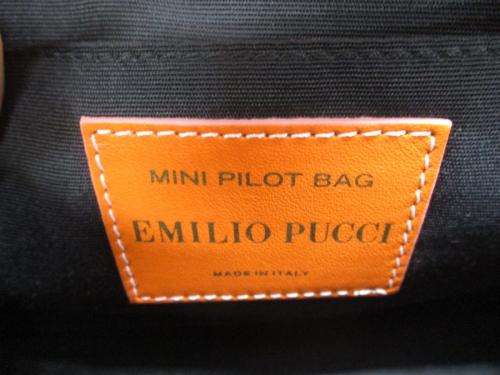 MINI PILOT BAG
EMILIO PUCCI
MADE IN ITALY